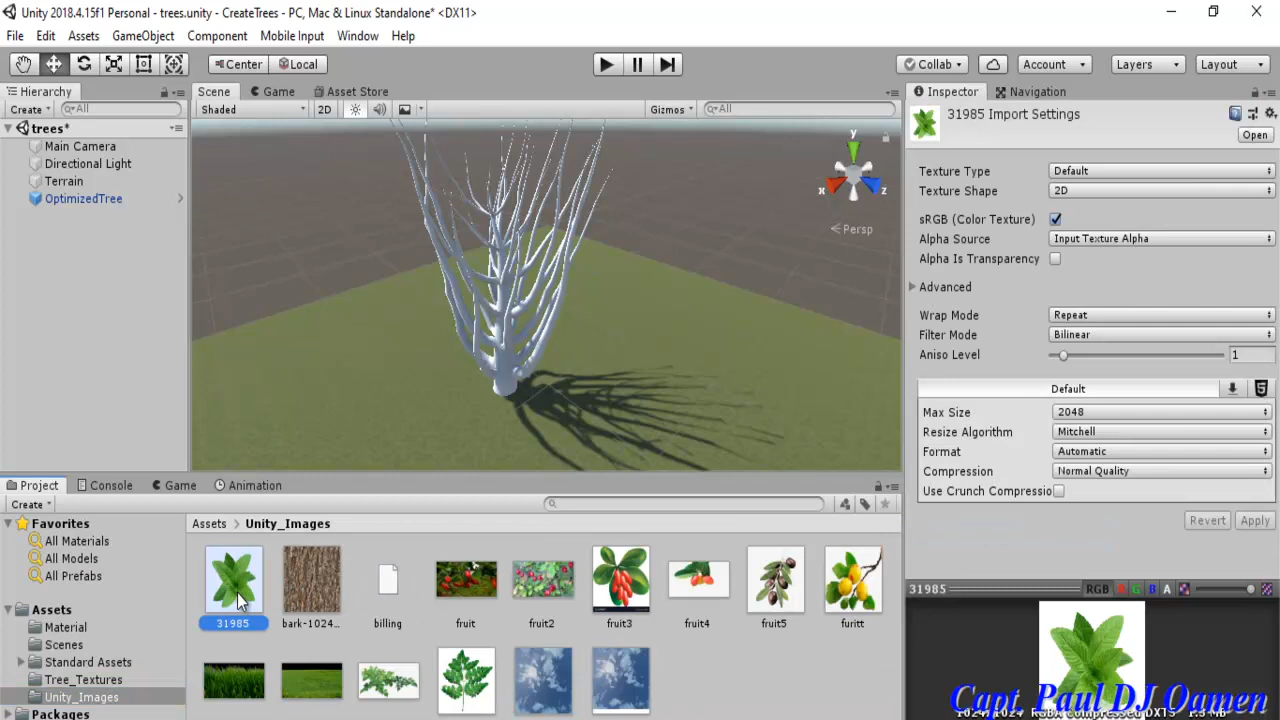 Unity 2018.4.15f1 Personal - trees.unity - CreateTrees - PC, Mac & Linux Standalone* <DX11>
File Edit Assets GameObject Component Mobile Input Window Help
Center Local Collab Account Layers Layout
Hierarchy Scene Game Asset Store Inspector Navigation
Create All Shaded 2D Gizmos All
31985 Import Settings
Open
trees*
Main Camera
Directional Light
Terrain
OptimizedTree
y
x z
Persp
Texture Type Default
Texture Shape 2D
sRGB (Color Texture)
Alpha Source Input Texture Alpha
Alpha Is Transparency
Advanced
Wrap Mode Repeat
Filter Mode Bilinear
Aniso Level 1
Default
Max Size 2048
Resize Algorithm Mitchell
Format Automatic
Compression Normal Quality
Use Crunch Compressio
Revert Apply
Project Console Game Animation
Create
Favorites
All Materials
All Models
All Prefabs
Assets
Material
Scenes
Standard Assets
Tree_Textures
Unity_Images
Packages
Assets Unity_Images
31985 bark-1024... billing fruit fruit2 fruit3 fruit4 fruit5 furitt
31985 RGB R G B A
Capt. Paul DJ Oamen